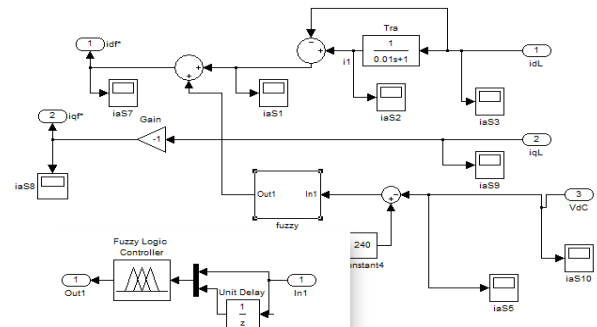 Tra
1
idf*
1
0.01s+1
i1
1
idL
iaS7
iaS1
iaS2
iaS3
2
iqf*
Gain
-1
2
iqL
iaS8
iaS9
Out1
In1
fuzzy
3
VdC
240
onstant4
iaS10
iaS5
Fuzzy Logic
Controller
1
Out1
Unit Delay
1
z
1
In1